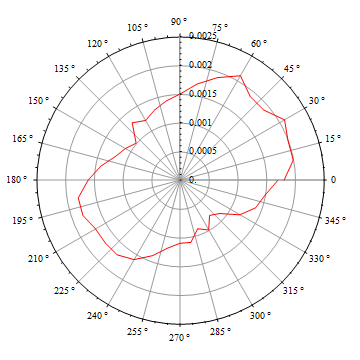 90 °
105 ° 75 °
0.0025
120 ° 60 °
0.002
135 ° 45 °
0.0015
150 ° 30 °
0.001
165 ° 15 °
0.0005
180 ° 0. 0 °
195 ° 345 °
210 ° 330 °
225 ° 315 °
240 ° 300 °
255 ° 285 °
270 °